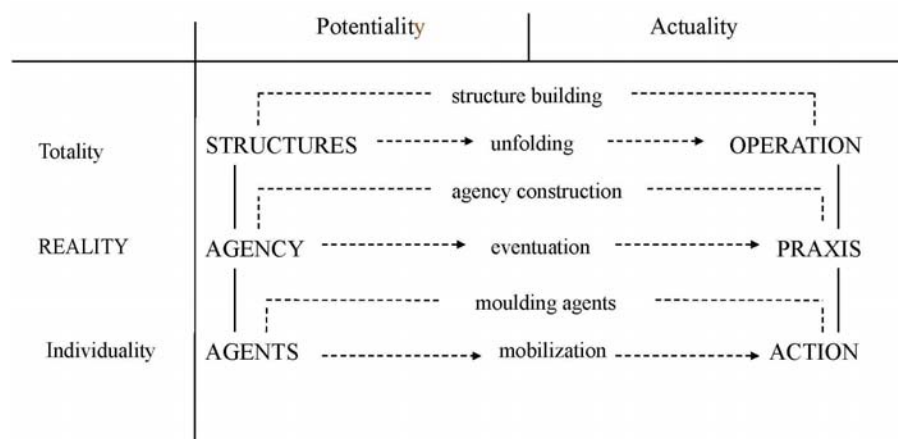 Potentiality Actuality
structure building
Totality STRUCTURES unfolding OPERATION
agency construction
REALITY AGENCY eventuation PRAXIS
moulding agents
Individuality AGENTS mobilization ACTION